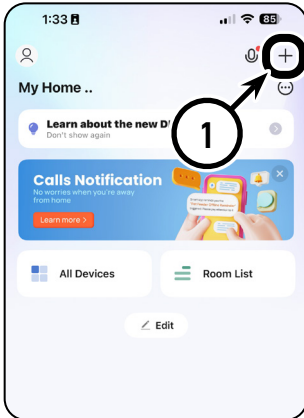 1:33
85
My Home ..
Learn about the new D
Don't show again
1
Calls Notification
No worries when you're away
from home
Learn more >
All Devices
Room List
Edit